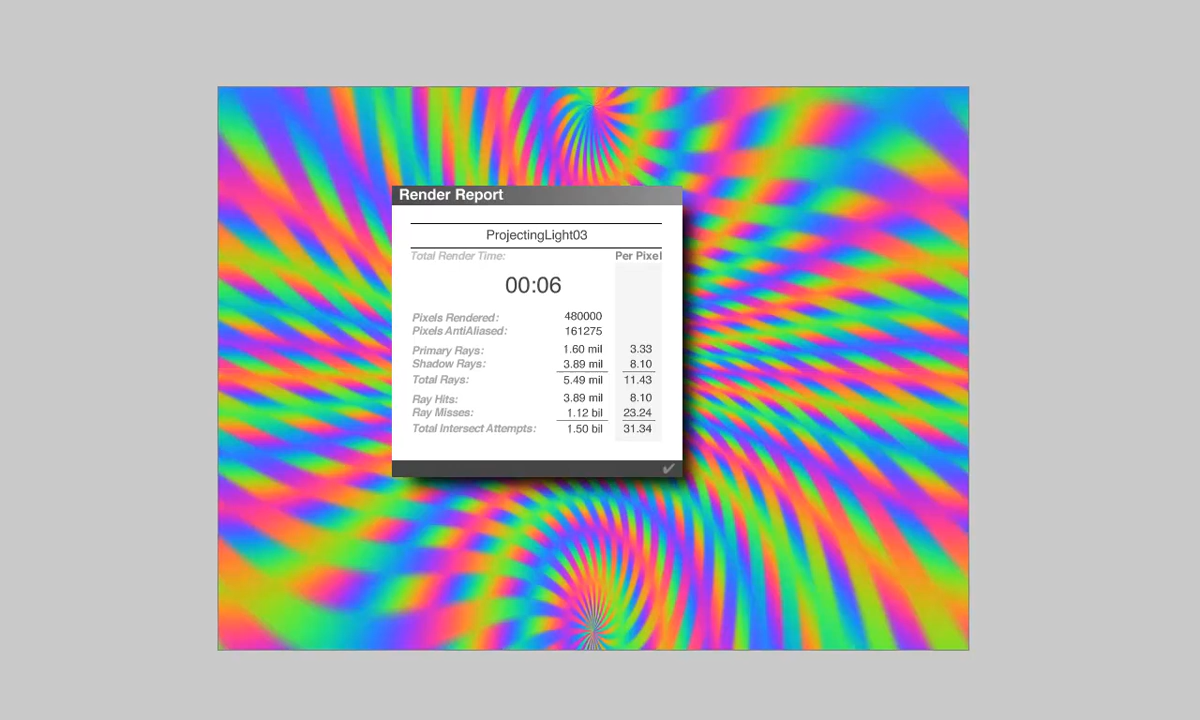 Render Report
ProjectingLight03
Total Render Time: Per Pixel
00:06
Pixels Rendered: 480000
Pixels AntiAliased: 161275
Primary Rays: 1.60 mil 3.33
Shadow Rays: 3.89 mil 8.10
Total Rays: 5.49 mil 11.43
Ray Hits: 3.89 mil 8.10
Ray Misses: 1.12 bil 23.24
Total Intersect Attempts: 1.50 bil 31.34